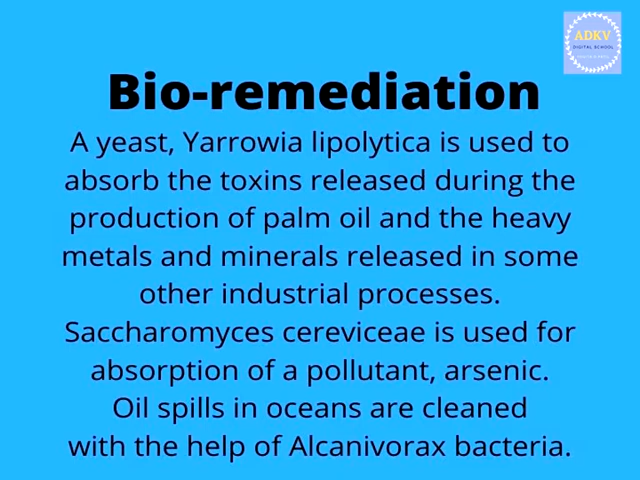 ADKV
DIGITAL SCHOOL
Bio-remediation
A yeast, Yarrowia lipolytica is used to
absorb the toxins released during the
production of palm oil and the heavy
metals and minerals released in some
other industrial processes.
Saccharomyces cereviceae is used for
absorption of a pollutant, arsenic.
Oil spills in oceans are cleaned
with the help of Alcanivorax bacteria.